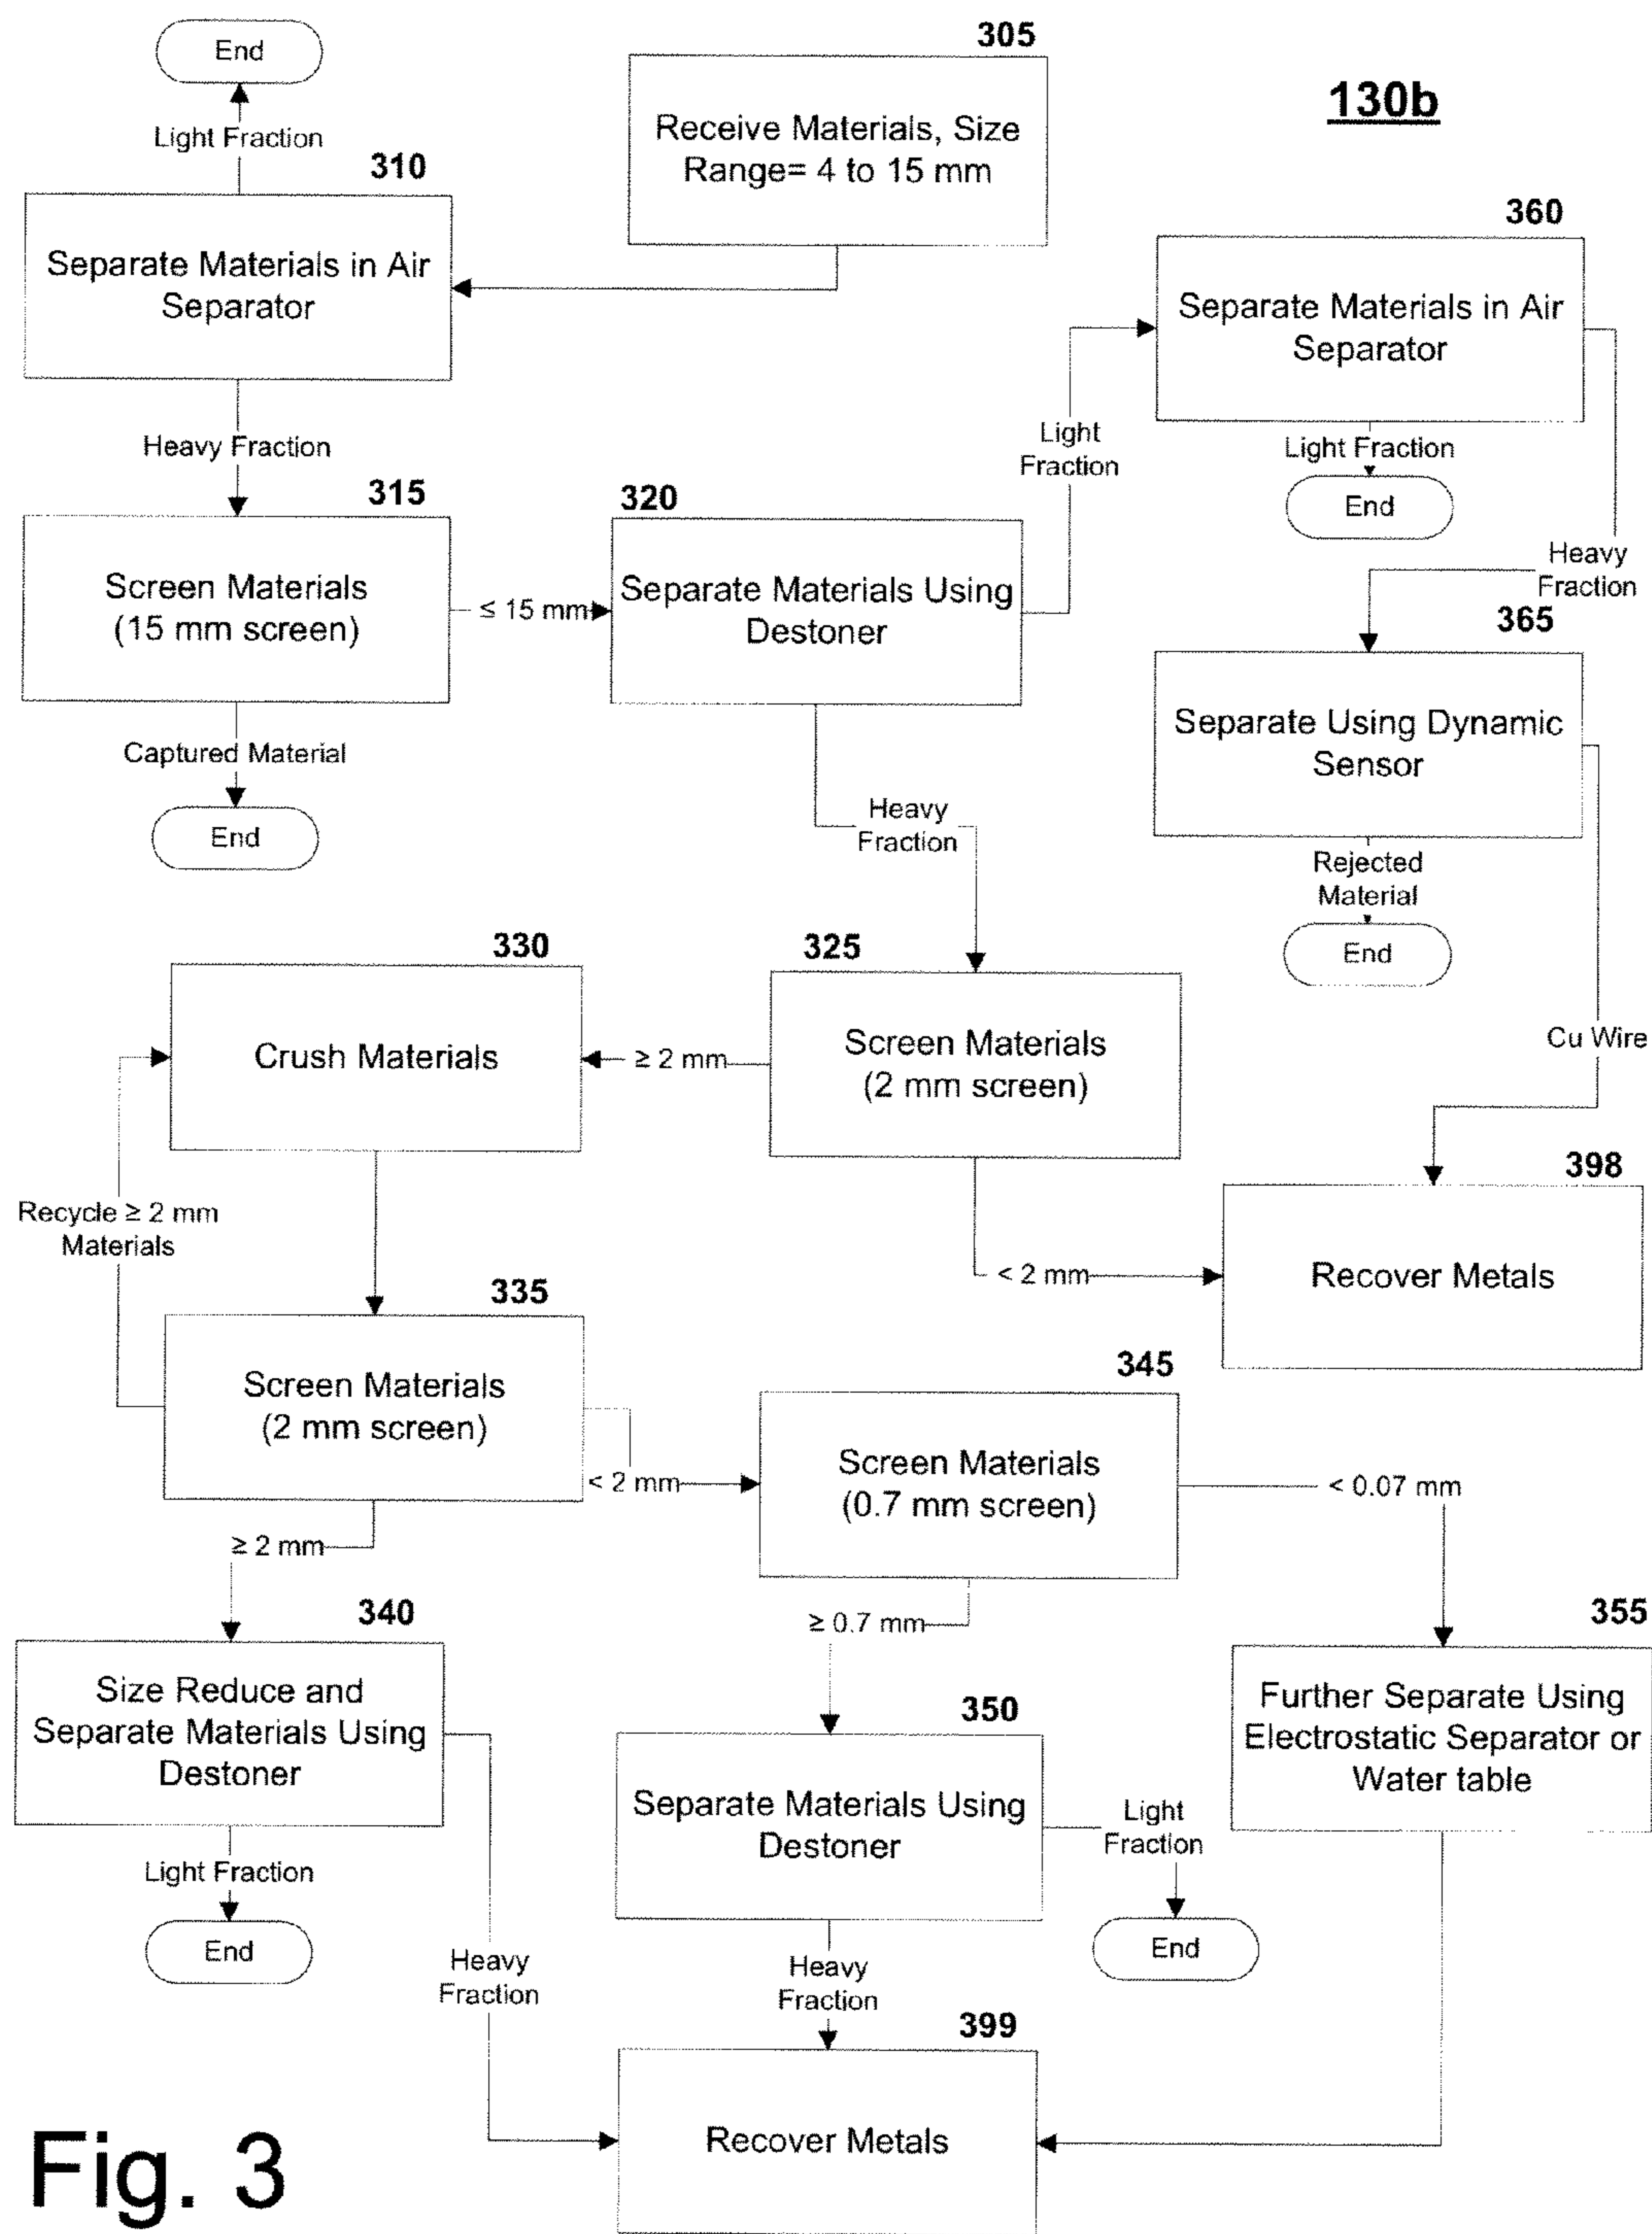 End
305
130b
Light Fraction
310
Receive Materials, Size
Range= 4 to 15 mm
360
Separate Materials in Air
Separator
Separate Materials in Air
Separator
Heavy Fraction
Light
Fraction
Light Fraction
End
315
320
Heavy
Fraction
Screen Materials
(15 mm screen)
≤ 15 mm
Separate Materials Using
Destoner
365
Captured Material
End
Separate Using Dynamic
Sensor
Heavy
Fraction
Rejected
Material
End
330
325
Crush Materials
≥ 2 mm
Screen Materials
(2 mm screen)
Cu Wire
398
Recycle ≥ 2 mm
Materials
< 2 mm
Recover Metals
335
345
Screen Materials
(2 mm screen)
< 2 mm
Screen Materials
(0.7 mm screen)
< 0.07 mm
≥ 2 mm
340
≥ 0.7 mm
355
Size Reduce and
Separate Materials Using
Destoner
350
Further Separate Using
Electrostatic Separator or
Water table
Separate Materials Using
Destoner
Light
Fraction
Light Fraction
End
End
Heavy
Fraction
Heavy
Fraction
399
Recover Metals
Fig. 3